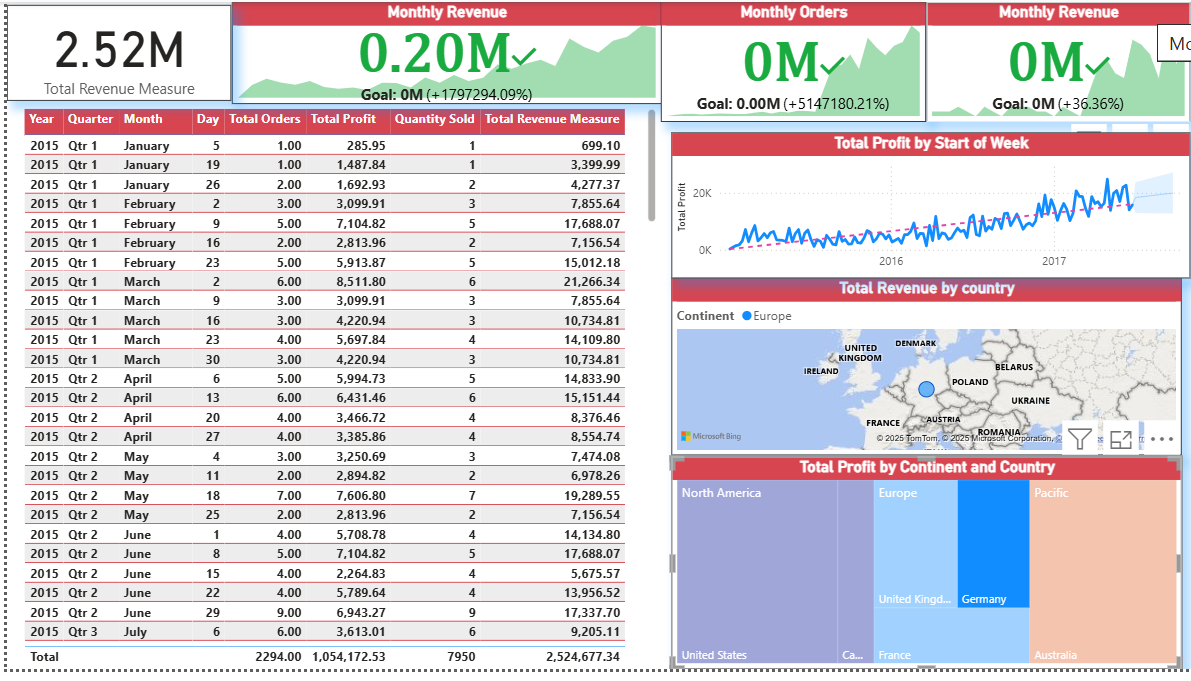 2.52M
Total Revenue Measure
Monthly Revenue
0.20M
Goal: 0M (+1797294.09%)
Monthly Orders
0M
Goal: 0.00M (+5147180.21%)
Monthly Revenue
0M
Goal: 0M (+36.36%)
Year Quarter Month Day Total Orders Total Profit Quantity Sold Total Revenue Measure
2015 Qtr 1 January 5 1.00 285.95 1 699.10
2015 Qtr 1 January 19 1.00 1,487.84 1 3,399.99
2015 Qtr 1 January 26 2.00 1,692.93 2 4,277.37
2015 Qtr 1 February 2 3.00 3,099.91 3 7,855.64
2015 Qtr 1 February 9 5.00 7,104.82 5 17,688.07
2015 Qtr 1 February 16 2.00 2,813.96 2 7,156.54
2015 Qtr 1 February 23 5.00 5,913.87 5 15,012.18
2015 Qtr 1 March 2 6.00 8,511.80 6 21,266.34
2015 Qtr 1 March 9 3.00 3,099.91 3 7,855.64
2015 Qtr 1 March 16 3.00 4,220.94 3 10,734.81
2015 Qtr 1 March 23 4.00 5,697.84 4 14,109.80
2015 Qtr 1 March 30 3.00 4,220.94 3 10,734.81
2015 Qtr 2 April 6 5.00 5,994.73 5 14,833.90
2015 Qtr 2 April 13 6.00 6,431.46 6 15,151.44
2015 Qtr 2 April 20 4.00 3,466.72 4 8,376.46
2015 Qtr 2 April 27 4.00 3,385.86 4 8,554.74
2015 Qtr 2 May 4 3.00 3,250.69 3 7,474.08
2015 Qtr 2 May 11 2.00 2,894.82 2 6,978.26
2015 Qtr 2 May 18 7.00 7,606.80 7 19,289.55
2015 Qtr 2 May 25 2.00 2,813.96 2 7,156.54
2015 Qtr 2 June 1 4.00 5,708.78 4 14,134.80
2015 Qtr 2 June 8 5.00 7,104.82 5 17,688.07
2015 Qtr 2 June 15 4.00 2,264.83 4 5,675.57
2015 Qtr 2 June 22 4.00 5,789.64 4 13,956.52
2015 Qtr 2 June 29 9.00 6,943.27 9 17,337.70
2015 Qtr 3 July 6 6.00 3,613.01 6 9,205.11
Total 2294.00 1,054,172.53 7950 2,524,677.34
Total Profit by Start of Week
Total Profit
20K
0K
2016 2017
Total Revenue by country
Continent Europe
UNITED KINGDOM
DENMARK
IRELAND
BELARUS
POLAND
UKRAINE
FRANCE
AUSTRIA
ROMANIA
Microsoft Bing
© 2025 TomTom, © 2025 Microsoft Corporation,
Total Profit by Continent and Country
North America Europe Pacific
United Kingd... Germany
United States Ca... France Australia